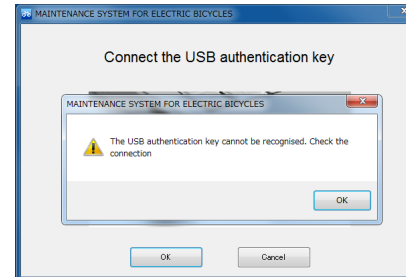 MAINTENANCE SYSTEM FOR ELECTRIC BICYCLES
Connect the USB authentication key
MAINTENANCE SYSTEM FOR ELECTRIC BICYCLES
The USB authentication key cannot be recognised. Check the
connection
OK
OK
Cancel